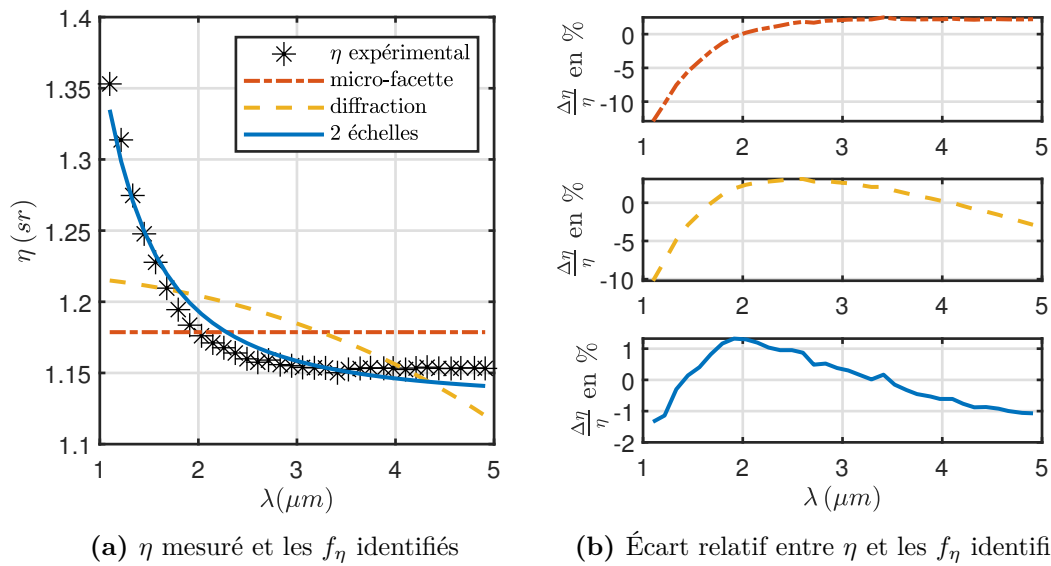 1.4
1.35
1.3
1.25
1.2
1.15
1.1
η (sr)
1 2 3 4 5
λ(μm)
η expérimental
micro-facette
diffraction
2 échelles
(a) η mesuré et les fη identifiés
0
-5
-10
Δη/η en %
1 2 3 4 5
0
-5
-10
Δη/η en %
1 2 3 4 5
1
0
-1
-2
Δη/η en %
1 2 3 4 5
λ (μm)
(b) Écart relatif entre η et les fη identifi